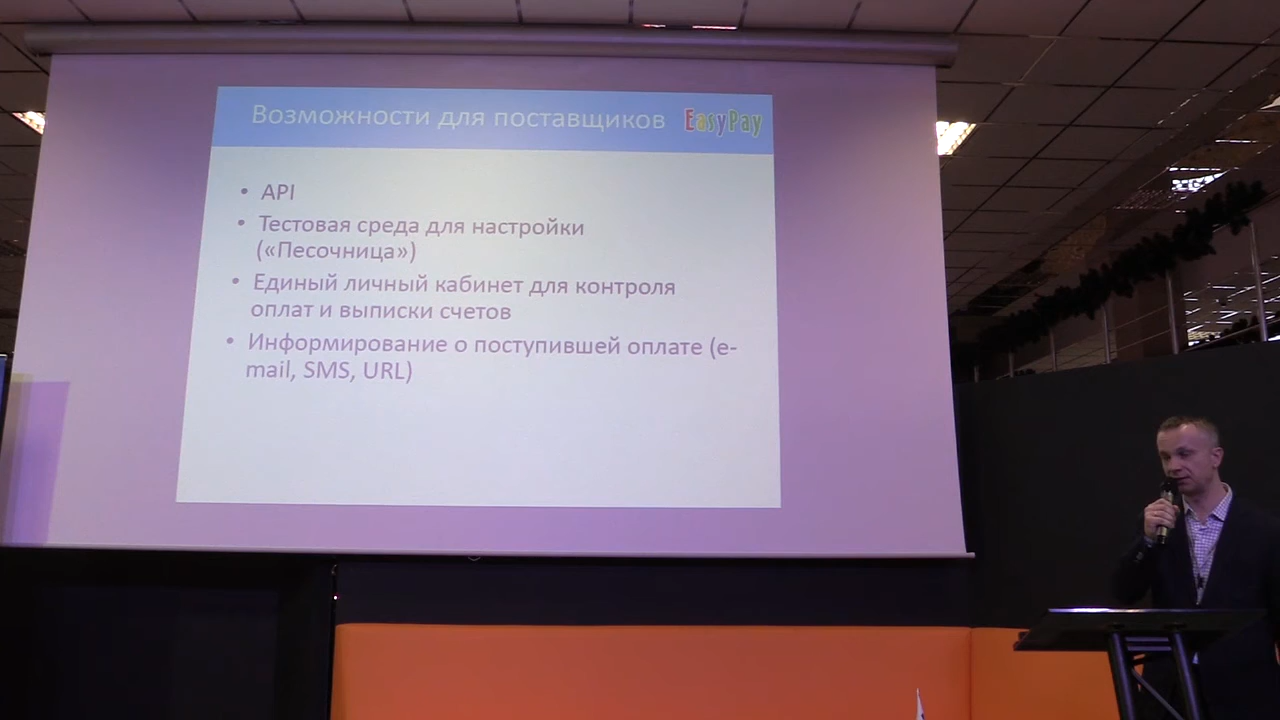 Возможности для поставщиков EasyPay
• API
• Тестовая среда для настройки
(«Песочница»)
• Единый личный кабинет для контроля
оплат и выписки счетов
• Информирование о поступившей оплате (e-
mail, SMS, URL)